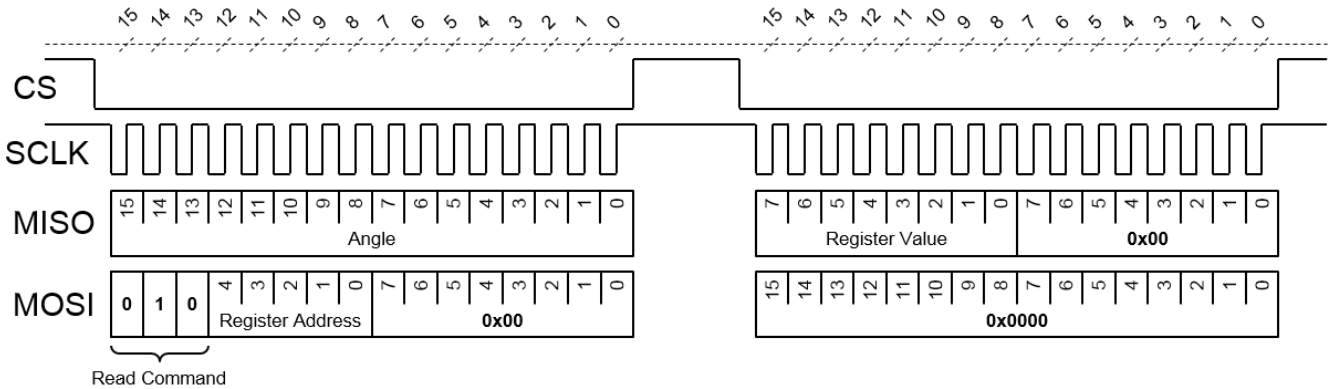 15 14 13 12 11 10 9 8 7 6 5 4 3 2 1 0 15 14 13 12 11 10 9 8 7 6 5 4 3 2 1 0
CS
SCLK
MISO 15 14 13 12 11 10 9 8 7 6 5 4 3 2 1 0 7 6 5 4 3 2 1 0 7 6 5 4 3 2 1 0
Angle Register Value 0x00
MOSI 0 1 0 4 3 2 1 0 7 6 5 4 3 2 1 0 15 14 13 12 11 10 9 8 7 6 5 4 3 2 1 0
Register Address 0x00 0x0000
Read Command